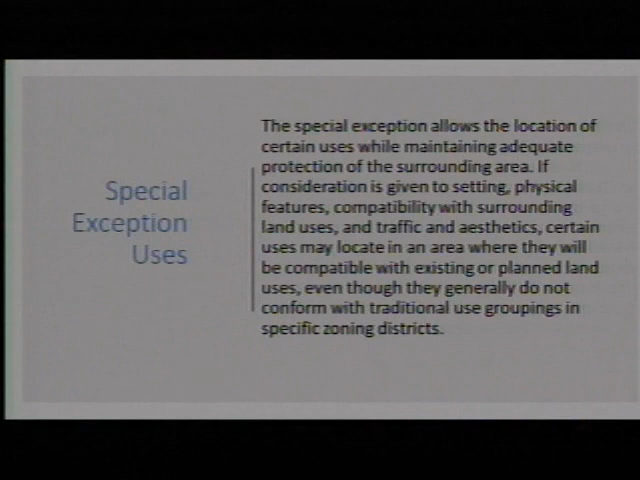 Special
Exception
Uses
The special exception allows the location of
certain uses while maintaining adequate
protection of the surrounding area. If
consideration is given to setting, physical
features, compatibility with surrounding
land uses, and traffic and aesthetics, certain
uses may locate in an area where they will
be compatible with existing or planned land
uses, even though they generally do not
conform with traditional use groupings in
specific zoning districts.